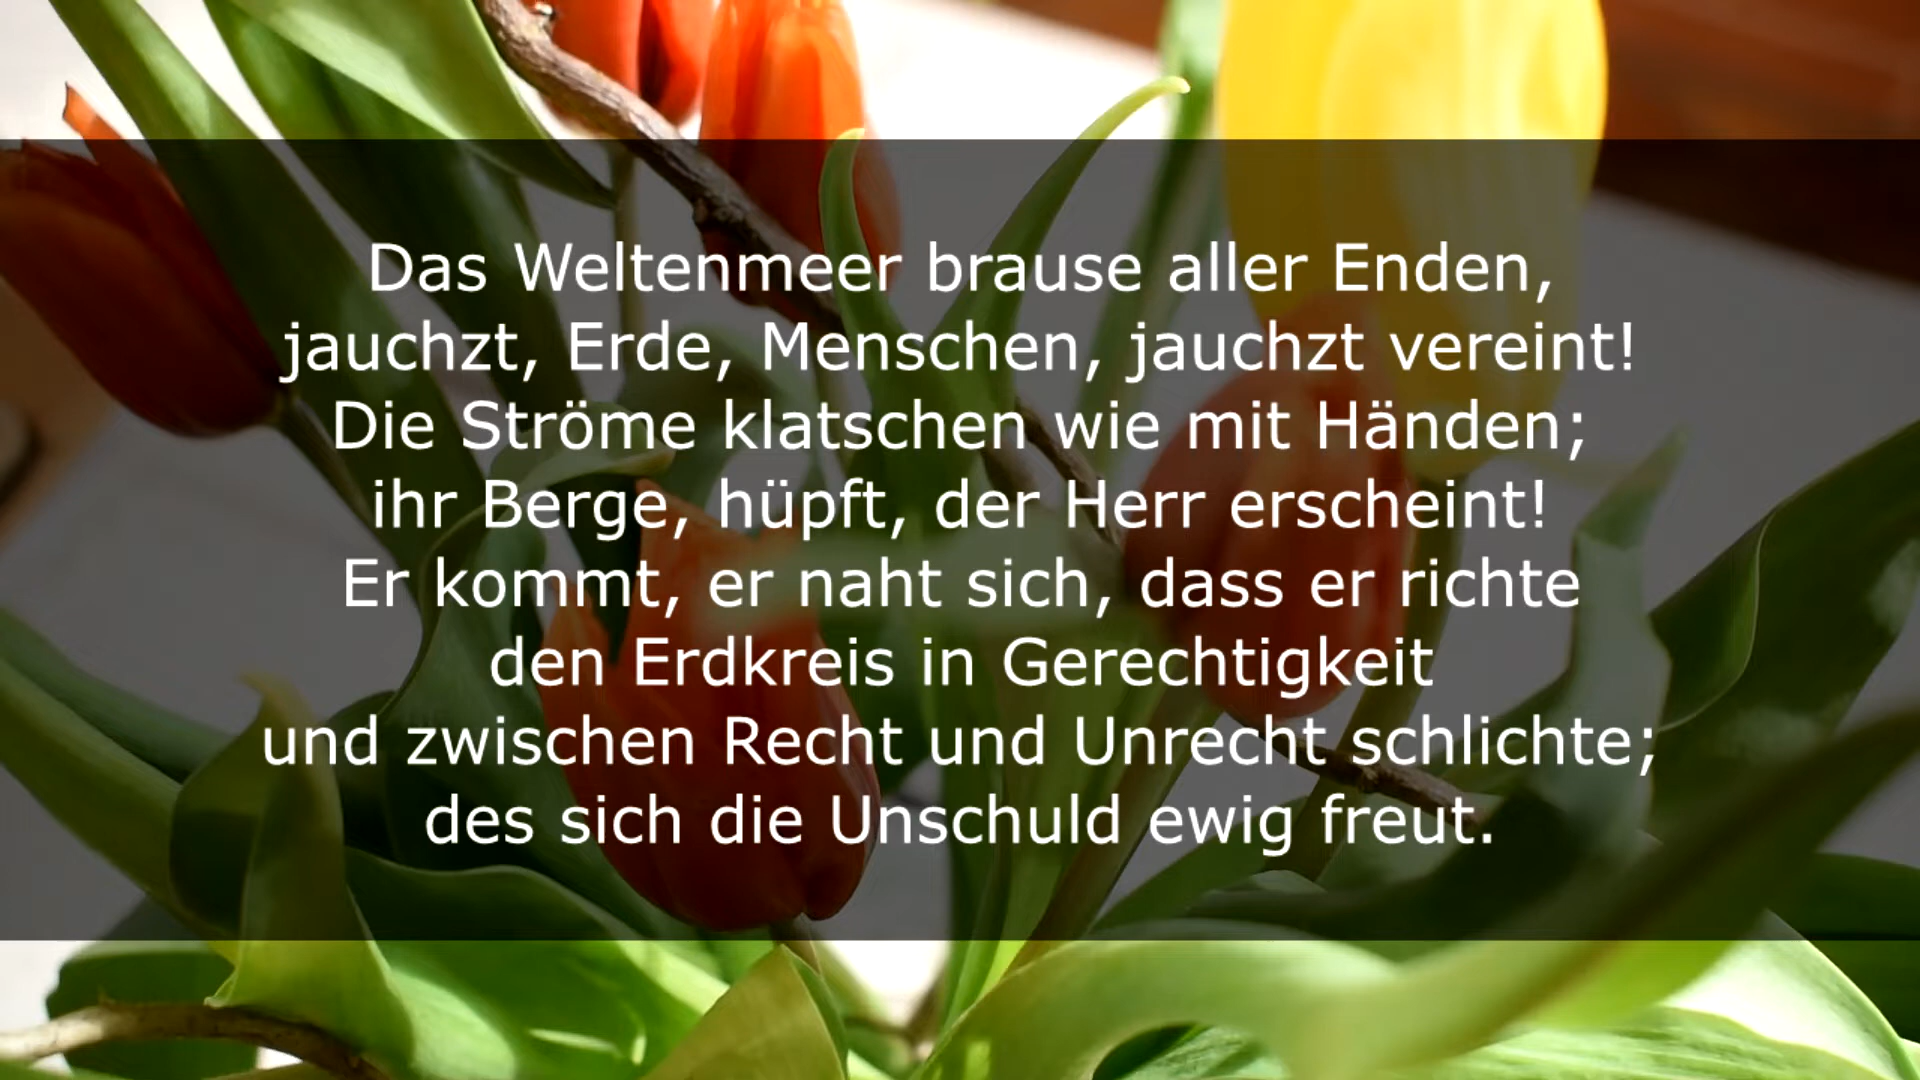 Das Weltenmeer brause aller Enden,
jauchzt, Erde, Menschen, jauchzt vereint!
Die Ströme klatschen wie mit Händen;
ihr Berge, hüpft, der Herr erscheint!
Er kommt, er naht sich, dass er richte
den Erdkreis in Gerechtigkeit
und zwischen Recht und Unrecht schlichte;
des sich die Unschuld ewig freut.